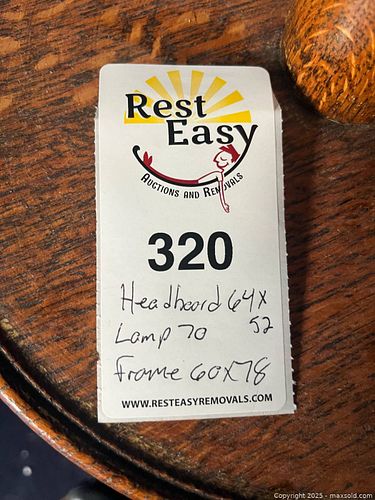 Rest
Easy
AUCTIONS AND REMOVALS
320
Headboard 64x
52
Lamp 70
Frame 60x78
WWW.RESTEASYREMOVALS.COM
Copyright 2025 - maxsold.com